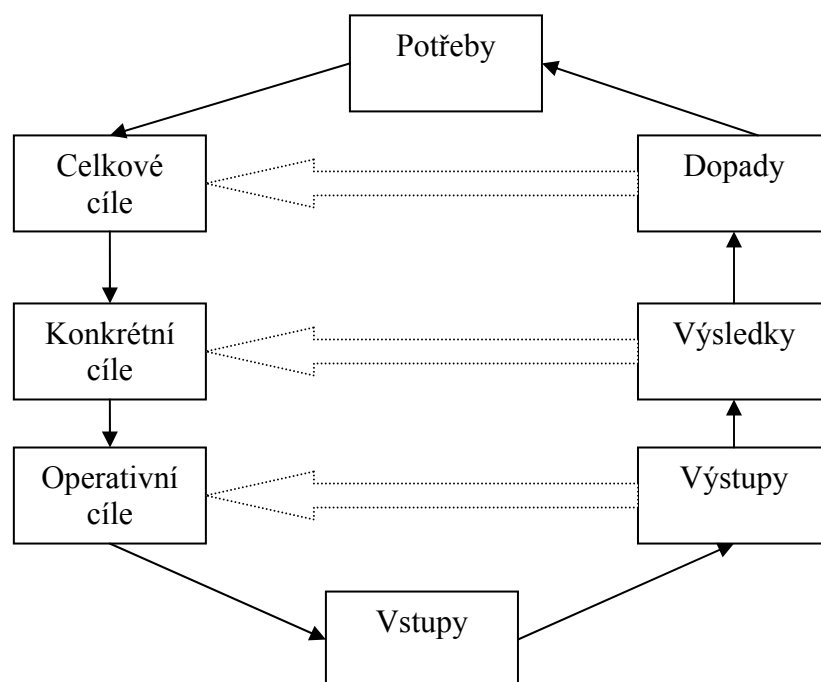 Potřeby
Celkové
cíle
Dopady
Konkrétní
cíle
Výsledky
Operativní
cíle
Výstupy
Vstupy